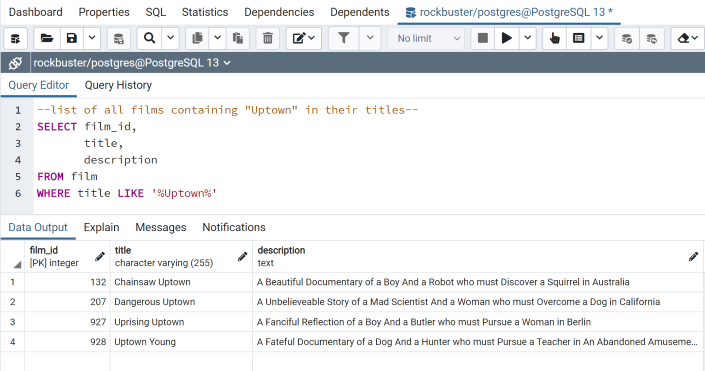 Dashboard Properties SQL Statistics Dependencies Dependents rockbuster/postgres@PostgreSQL 13 *
No limit
rockbuster/postgres@PostgreSQL 13
Query Editor Query History
1 --list of all films containing "Uptown" in their titles--
2 SELECT film_id,
3 title,
4 description
5 FROM film
6 WHERE title LIKE '%Uptown%'
Data Output Explain Messages Notifications
film_id title description
[PK] integer character varying (255) text
1 132 Chainsaw Uptown A Beautiful Documentary of a Boy And a Robot who must Discover a Squirrel in Australia
2 207 Dangerous Uptown A Unbelieveable Story of a Mad Scientist And a Woman who must Overcome a Dog in California
3 927 Uprising Uptown A Fanciful Reflection of a Boy And a Butler who must Pursue a Woman in Berlin
4 928 Uptown Young A Fateful Documentary of a Dog And a Hunter who must Pursue a Teacher in An Abandoned Amuseme...